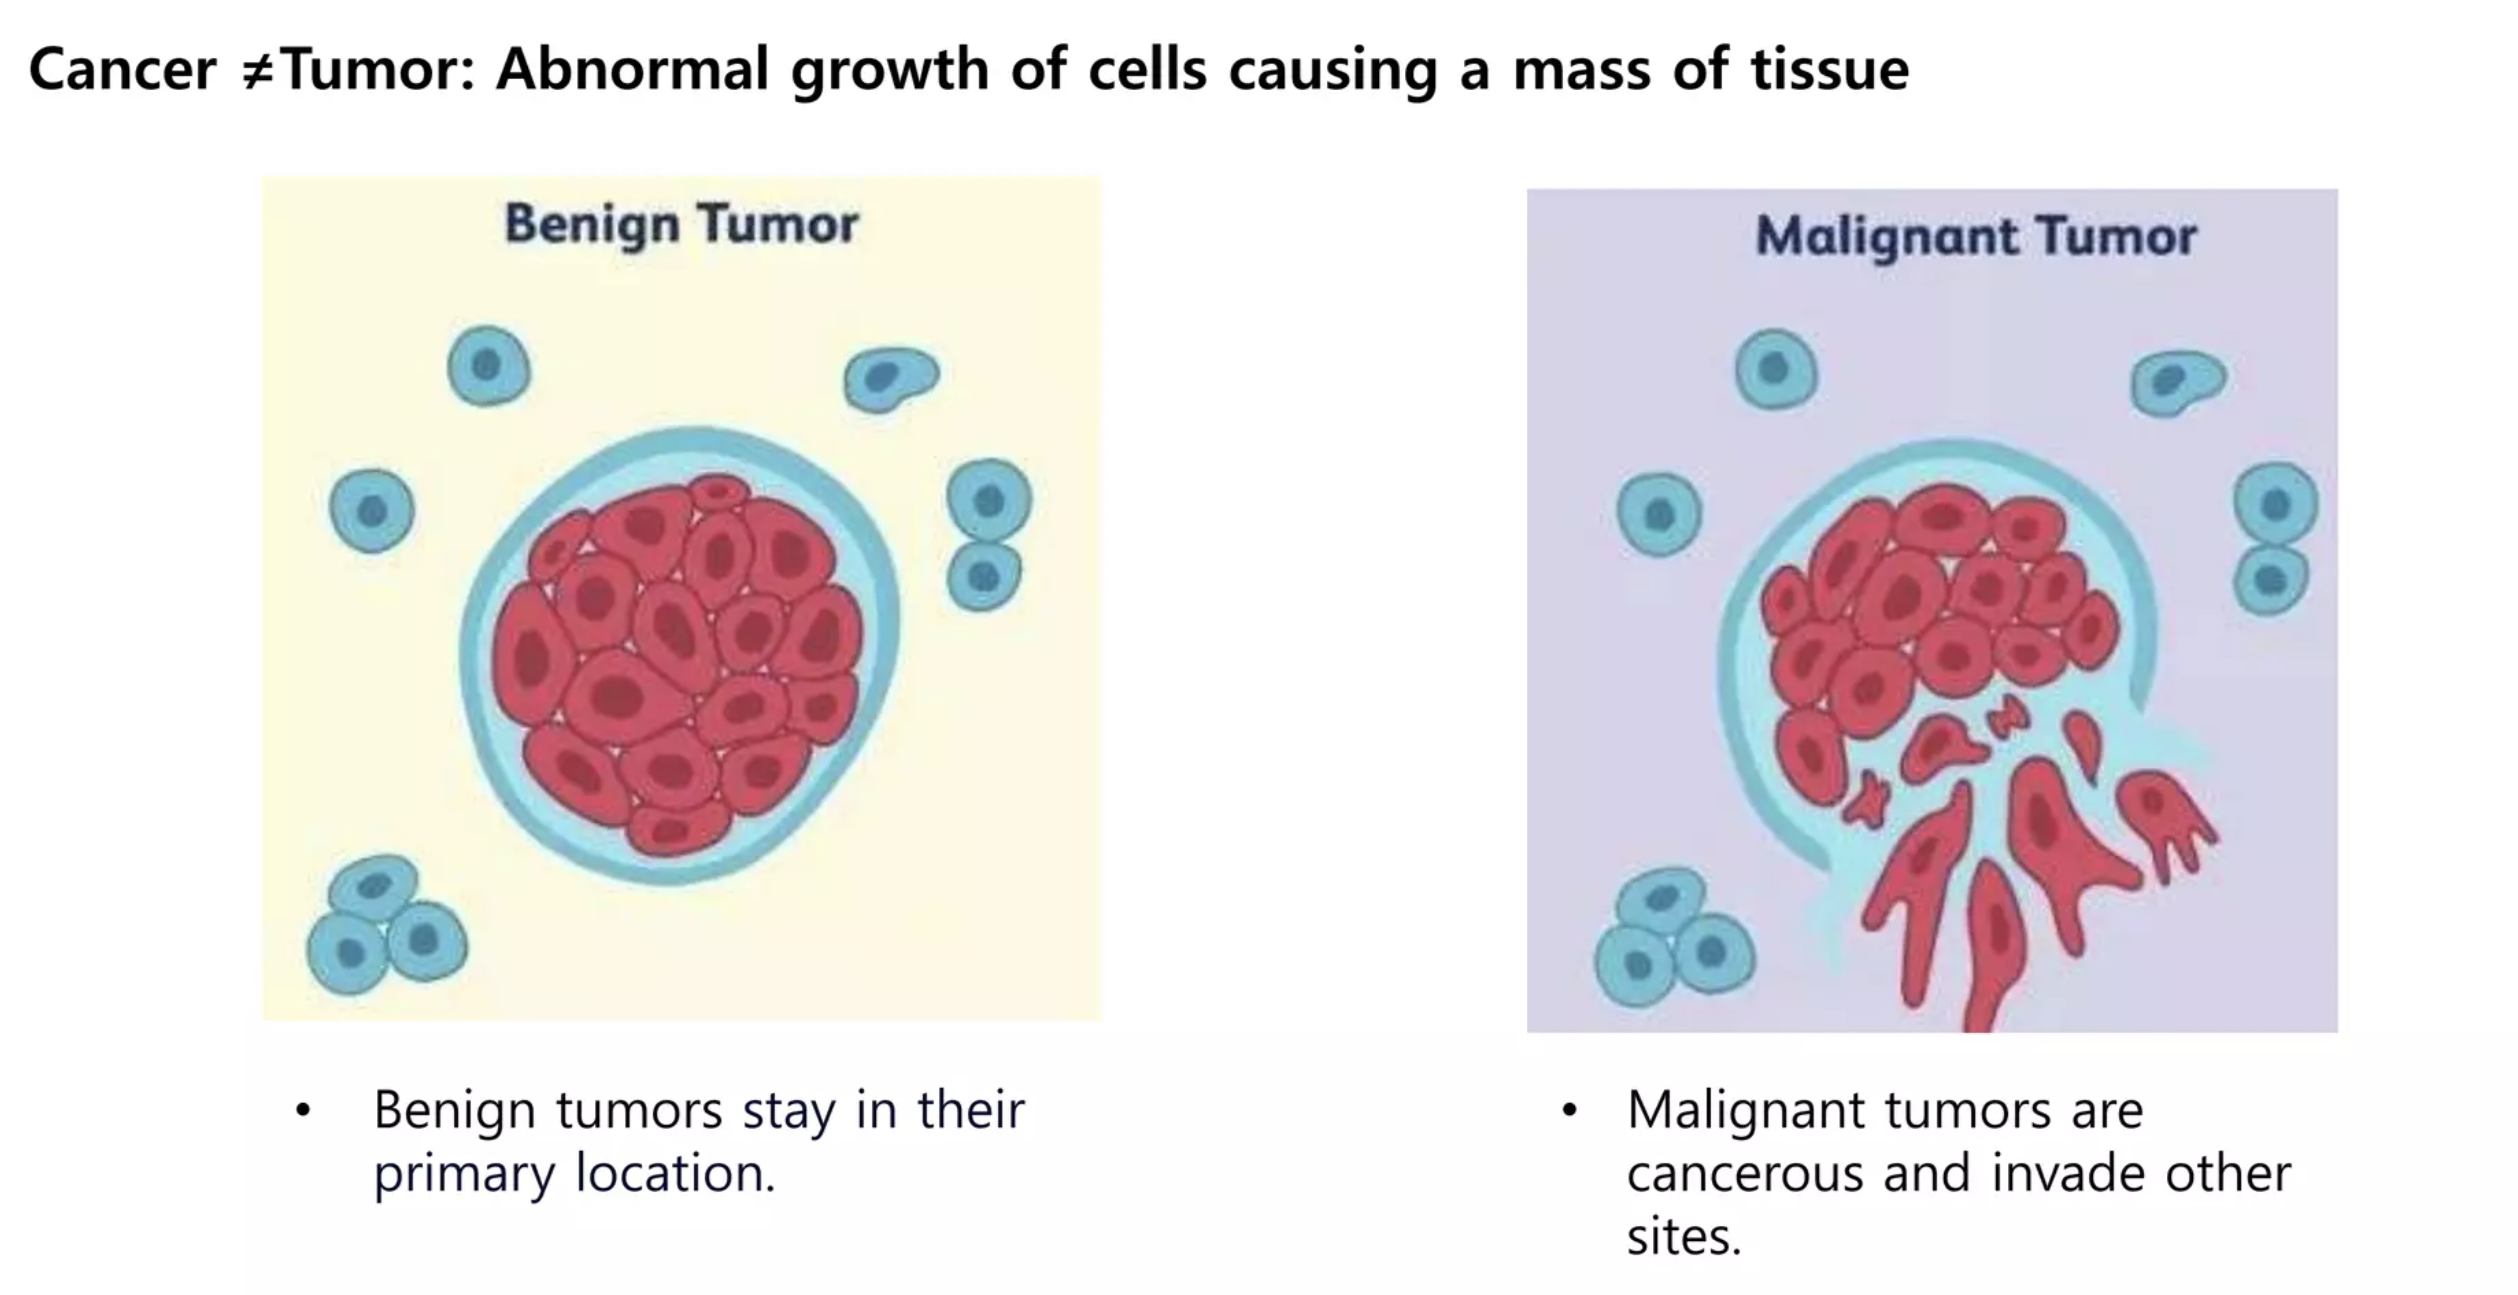 Cancer ≠Tumor: Abnormal growth of cells causing a mass of tissue
Benign Tumor
Malignant Tumor
• Benign tumors stay in their
primary location.
• Malignant tumors are
cancerous and invade other
sites.